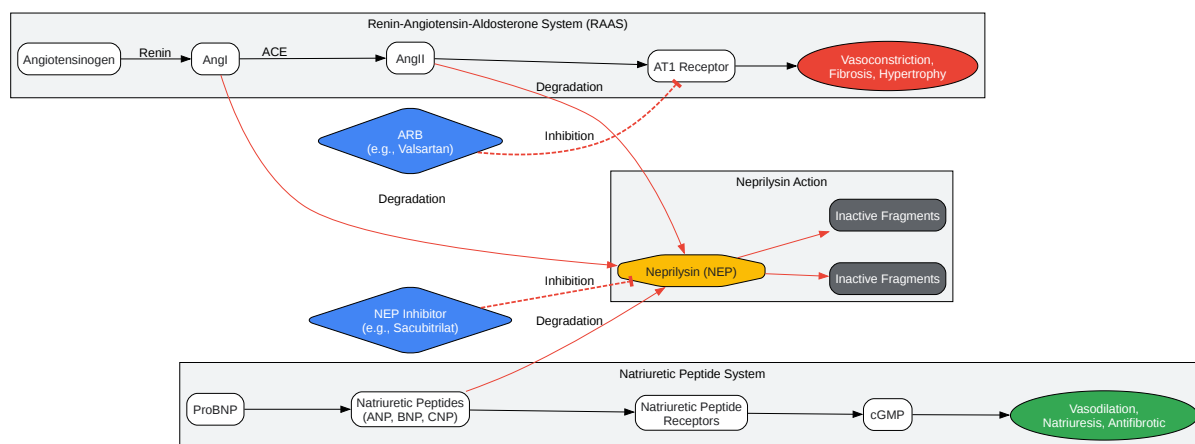 Renin-Angiotensin-Aldosterone System (RAAS)
Angiotensinogen
Renin
AngI
ACE
AngII
AT1 Receptor
Vasoconstriction,
Fibrosis, Hypertrophy
Degradation
ARB
(e.g., Valsartan)
Inhibition
Degradation
Neprilysin Action
Inactive Fragments
Neprilysin (NEP)
Inactive Fragments
Inhibition
NEP Inhibitor
(e.g., Sacubitrilat)
Degradation
Natriuretic Peptide System
ProBNP
Natriuretic Peptides
(ANP, BNP, CNP)
Natriuretic Peptide
Receptors
cGMP
Vasodilation,
Natriuresis, Antifibrotic